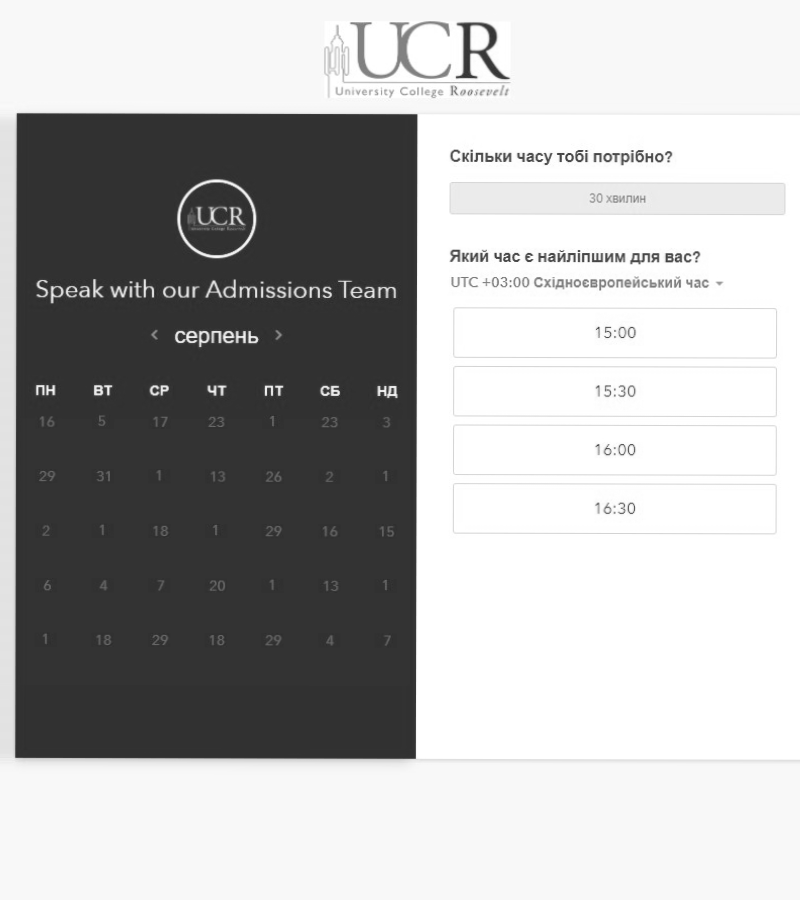 UCR
University College Roosevelt
UCR
University College Roosevelt
Speak with our Admissions Team
серпень
ПН ВТ СР ЧТ ПТ СБ НД
16 5 17 23 1 23 3
29 31 1 13 26 2 1
2 1 18 1 29 16 15
6 4 7 20 1 13 1
1 18 29 18 29 4 7
Скільки часу тобі потрібно?
30 хвилин
Який час є найліпшим для вас?
UTC +03:00 Східноєвропейський час
15:00
15:30
16:00
16:30